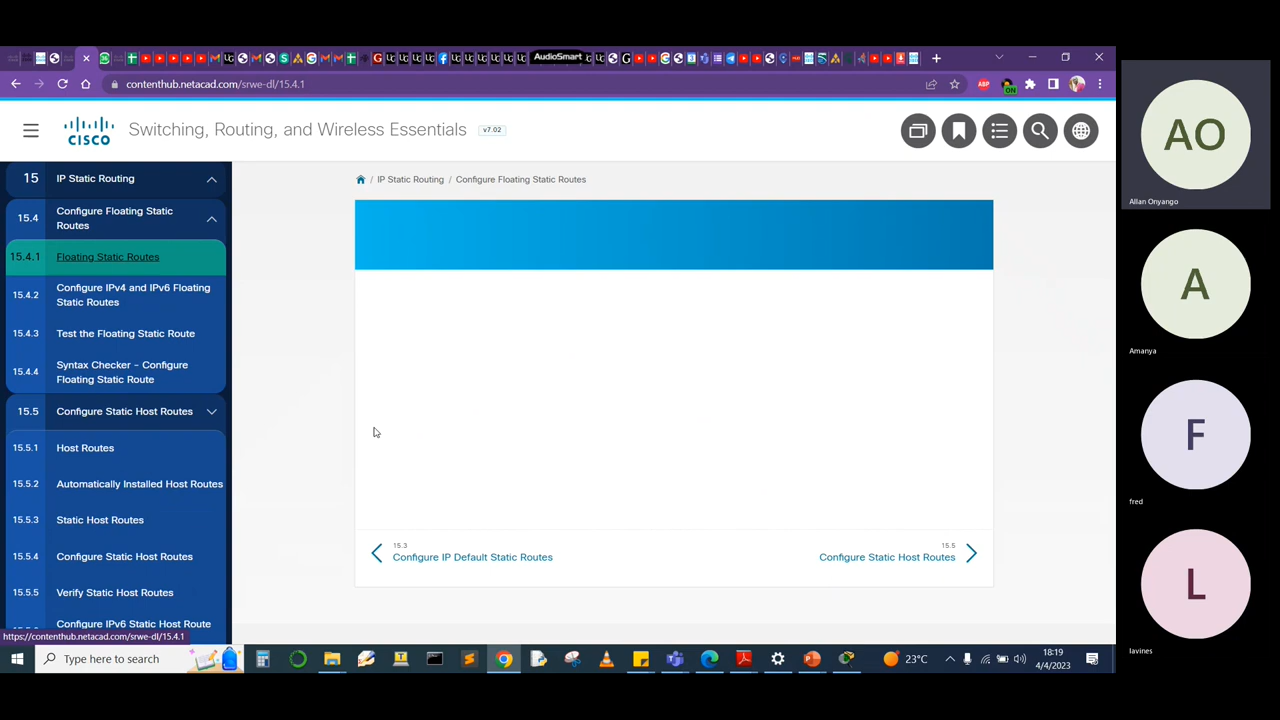 AudioSmart
contenthub.netacad.com/srwe-dl/15.4.1
ABP
ON
CISCO
Switching, Routing, and Wireless Essentials
v7.02
15 IP Static Routing
15.4 Configure Floating Static
Routes
15.4.1 Floating Static Routes
15.4.2 Configure IPv4 and IPv6 Floating
Static Routes
15.4.3 Test the Floating Static Route
15.4.4 Syntax Checker - Configure
Floating Static Route
15.5 Configure Static Host Routes
15.5.1 Host Routes
15.5.2 Automatically Installed Host Routes
15.5.3 Static Host Routes
15.5.4 Configure Static Host Routes
15.5.5 Verify Static Host Routes
Configure IPv6 Static Host Route
https://contenthub.netacad.com/srwe-dl/15.4.1
/ IP Static Routing / Configure Floating Static Routes
15.3
Configure IP Default Static Routes
15.5
Configure Static Host Routes
Type here to search
23°C
18:19
4/4/2023
AO
Allan Onyango
A
Amanya
F
fred
L
lavines